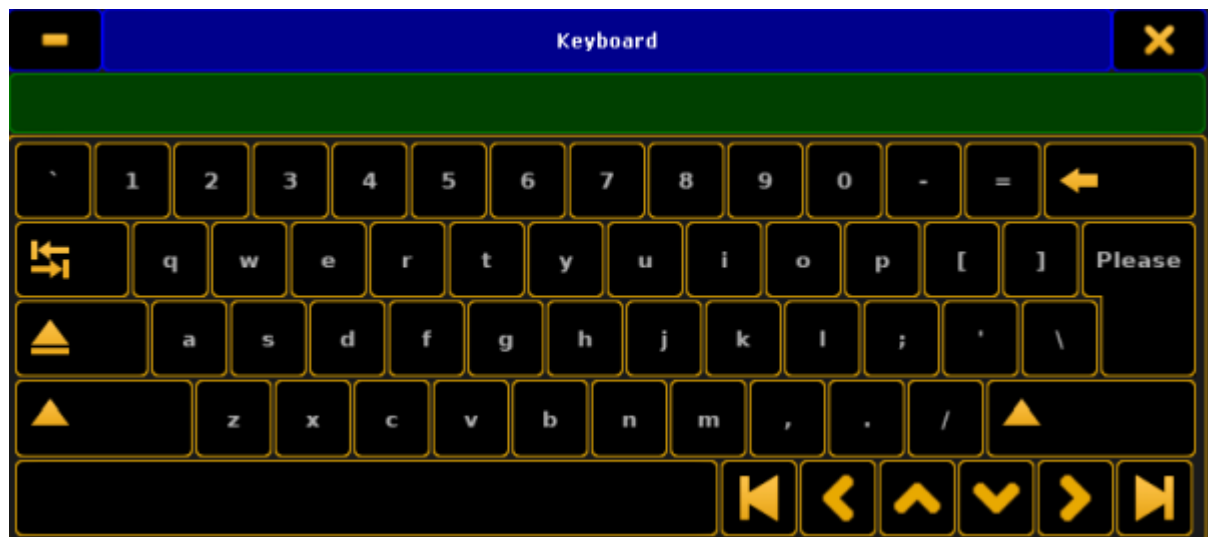 Keyboard
` 1 2 3 4 5 6 7 8 9 0 - =
q w e r t y u i o p [ ] Please
a s d f g h j k l ; ' \
z x c v b n m , . /